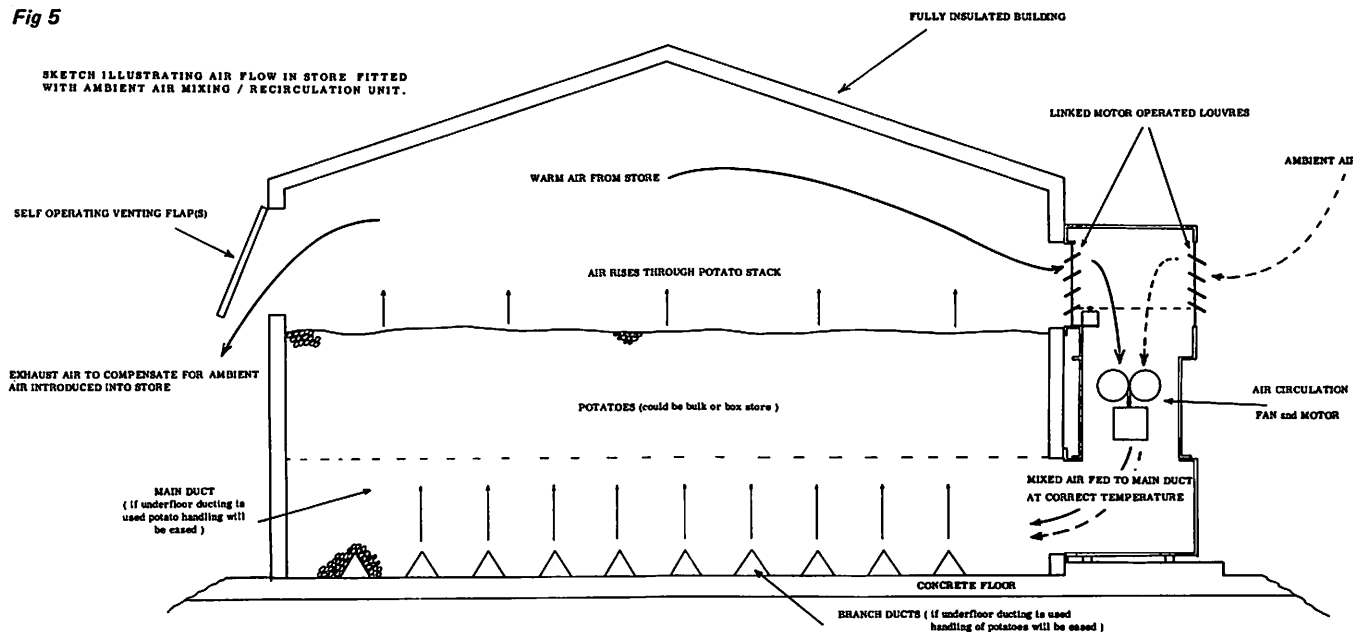 Fig 5
SKETCH ILLUSTRATING AIR FLOW IN STORE FITTED
WITH AMBIENT AIR MIXING / RECIRCULATION UNIT.
FULLY INSULATED BUILDING
LINKED MOTOR OPERATED LOUVRES
AMBIENT AIR
WARM AIR FROM STORE
SELF OPERATING VENTING FLAP(S)
AIR RISES THROUGH POTATO STACK
EXHAUST AIR TO COMPENSATE FOR AMBIENT
AIR INTRODUCED INTO STORE
POTATOES (could be bulk or box store )
AIR CIRCULATION
FAN and MOTOR
MAIN DUCT
( if underfloor ducting is
used potato handling will
be eased )
MIXED AIR FED TO MAIN DUCT
AT CORRECT TEMPERATURE
CONCRETE FLOOR
BRANCH DUCTS ( if underfloor ducting is used
handling of potatoes will be eased )